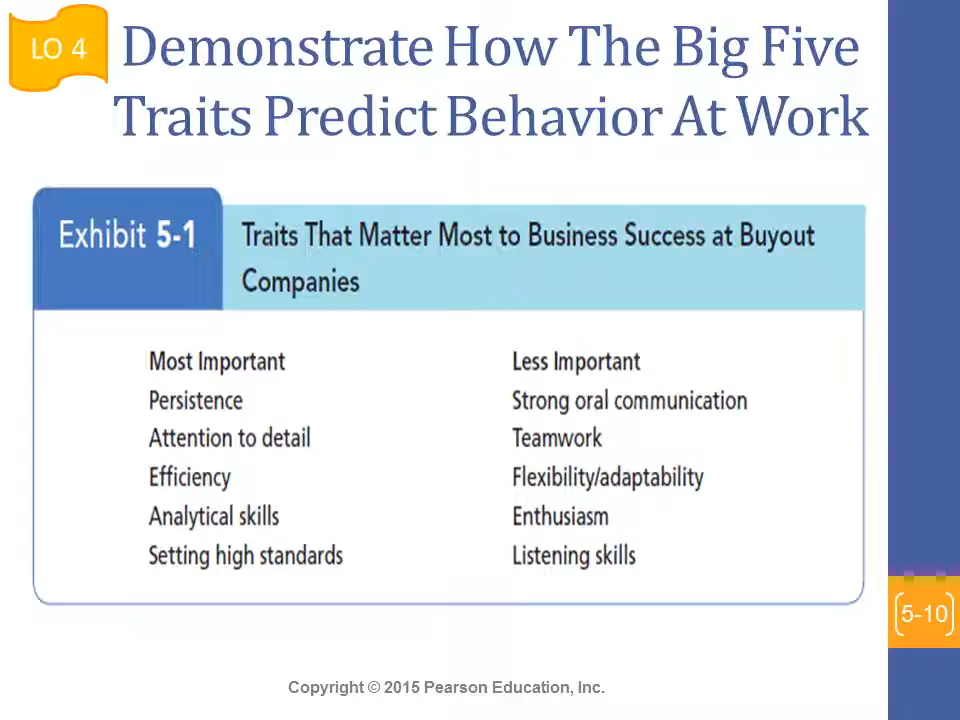 LO 4
Demonstrate How The Big Five
Traits Predict Behavior At Work
Exhibit 5-1
Traits That Matter Most to Business Success at Buyout
Companies
Most Important
Persistence
Attention to detail
Efficiency
Analytical skills
Setting high standards
Less Important
Strong oral communication
Teamwork
Flexibility/adaptability
Enthusiasm
Listening skills
5-10
Copyright © 2015 Pearson Education, Inc.